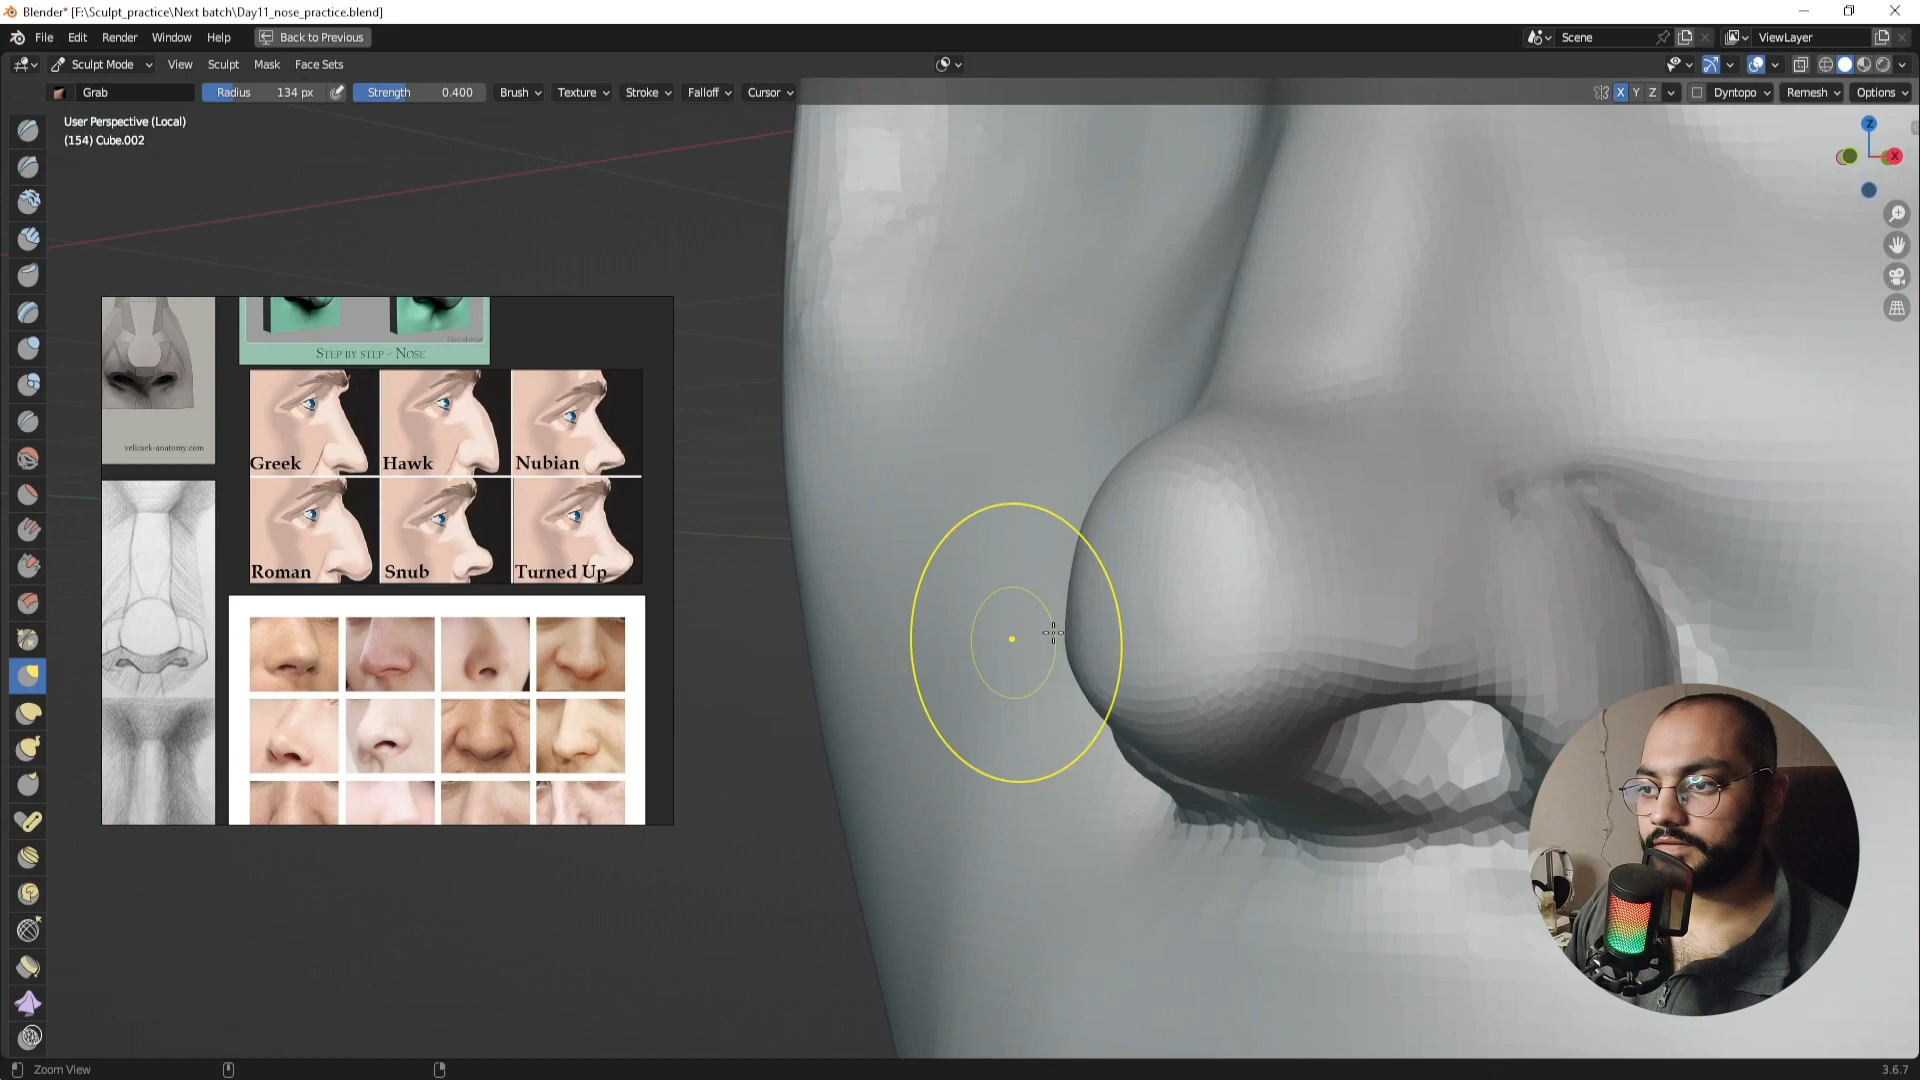 Blender* [F:\Sculpt_practice\Next batch\Day11_nose_practice.blend]
File Edit Render Window Help Back to Previous Scene ViewLayer
Sculpt Mode View Sculpt Mask Face Sets
Grab Radius 134 px Strength 0.400 Brush Texture Stroke Falloff Cursor X Y Z Dyntopo Remesh Options
User Perspective (Local)
(154) Cube.002
Z
X
Step by step - Nose
velicsek-anatomy.com
Greek Hawk Nubian
Roman Snub Turned Up
Zoom View
3.6.7